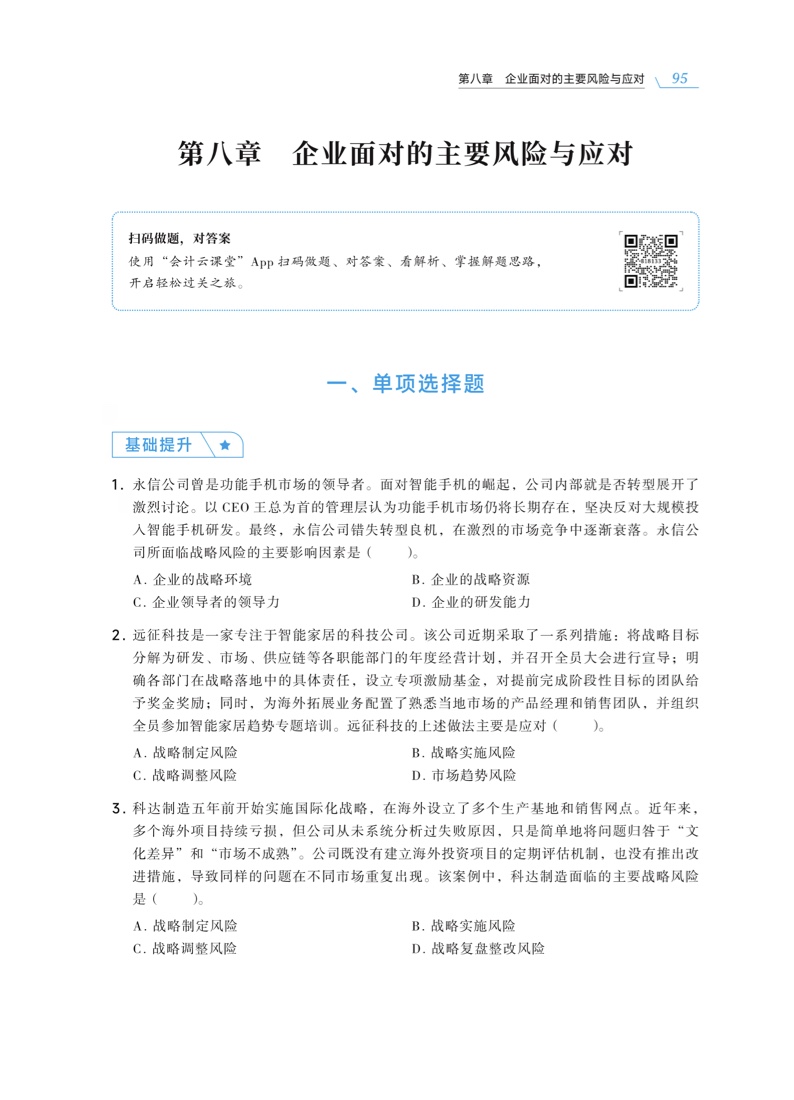 第八章 企业面对的主要风险与应对 95
第八章 企业面对的主要风险与应对
扫码做题，对答案
使用“会计云课堂”App 扫码做题、对答案、看解析、掌握解题思路，
开启轻松过关之旅。
一、单项选择题
基础提升
1. 永信公司曾是功能手机市场的领导者。面对智能手机的崛起，公司内部就是否转型展开了
激烈讨论。以 CEO 王总为首的管理层认为功能手机市场仍将长期存在，坚决反对大规模投
入智能手机研发。最终，永信公司错失转型良机，在激烈的市场竞争中逐渐衰落。永信公
司所面临战略风险的主要影响因素是（ ）。
A. 企业的战略环境 B. 企业的战略资源
C. 企业领导者的领导力 D. 企业的研发能力
2. 远征科技是一家专注于智能家居的科技公司。该公司近期采取了一系列措施：将战略目标
分解为研发、市场、供应链等各职能部门的年度经营计划，并召开全员大会进行宣导；明
确各部门在战略落地中的具体责任，设立专项激励基金，对提前完成阶段性目标的团队给
予奖金奖励；同时，为海外拓展业务配置了熟悉当地市场的产品经理和销售团队，并组织
全员参加智能家居趋势专题培训。远征科技的上述做法主要是应对（ ）。
A. 战略制定风险 B. 战略实施风险
C. 战略调整风险 D. 市场趋势风险
3. 科达制造五年前开始实施国际化战略，在海外设立了多个生产基地和销售网点。近年来，
多个海外项目持续亏损，但公司从未系统分析过失败原因，只是简单地将问题归咎于“文
化差异”和“市场不成熟”。公司既没有建立海外投资项目的定期评估机制，也没有推出改
进措施，导致同样的问题在不同市场重复出现。该案例中，科达制造面临的主要战略风险
是（ ）。
A. 战略制定风险 B. 战略实施风险
C. 战略调整风险 D. 战略复盘整改风险